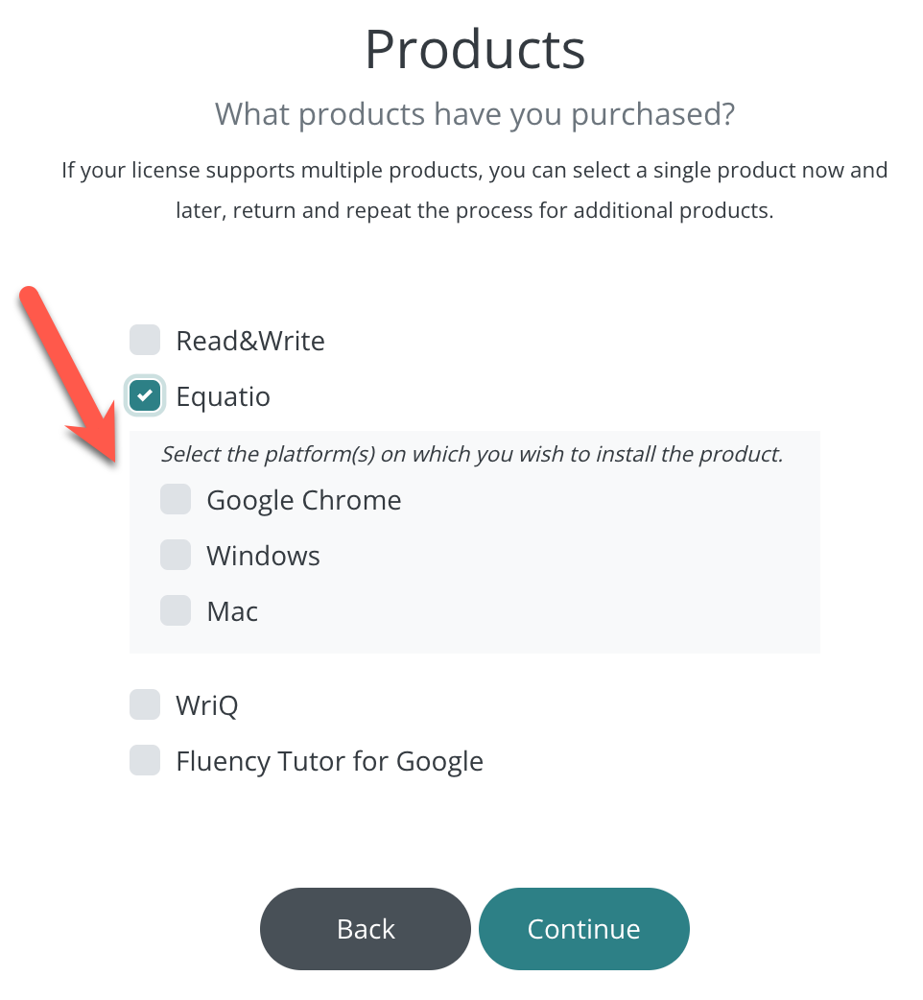 Products
What products have you purchased?
If your license supports multiple products, you can select a single product now and
later, return and repeat the process for additional products.
Read&Write
Equatio
Select the platform(s) on which you wish to install the product.
Google Chrome
Windows
Mac
WriQ
Fluency Tutor for Google
Back
Continue